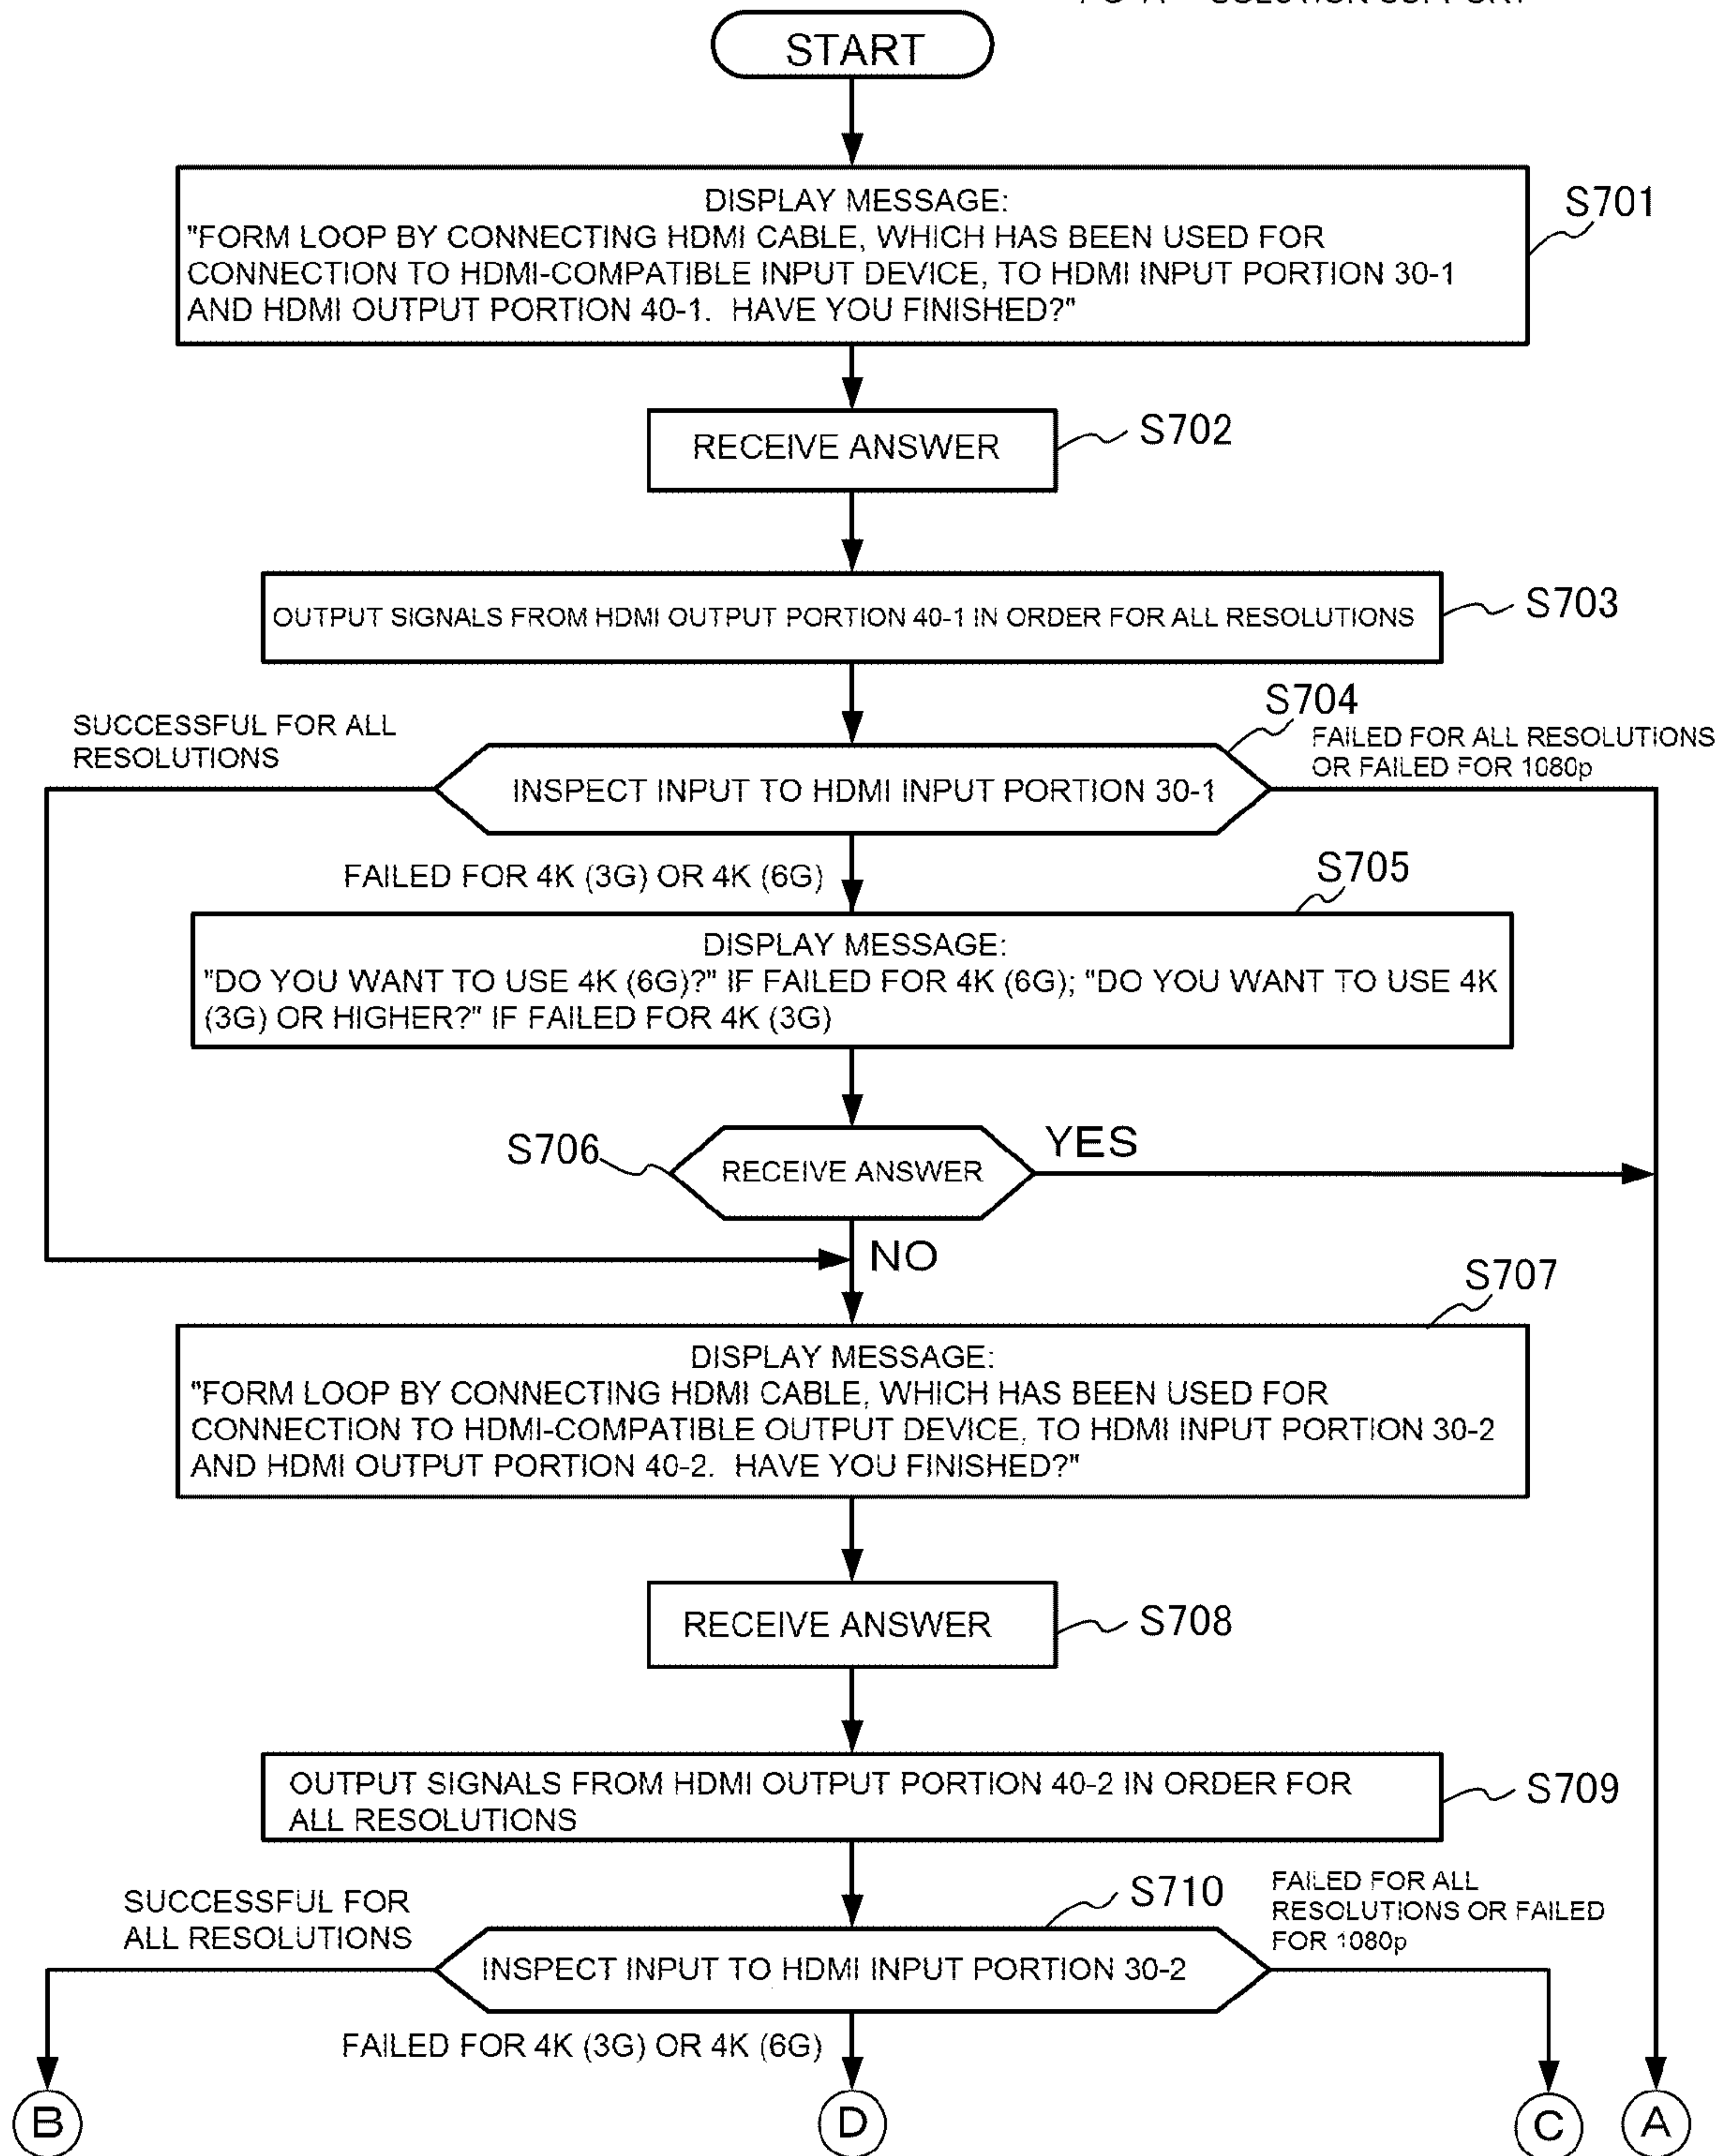 SOLUTION SUPPORT
START
DISPLAY MESSAGE:
"FORM LOOP BY CONNECTING HDMI CABLE, WHICH HAS BEEN USED FOR
CONNECTION TO HDMI-COMPATIBLE INPUT DEVICE, TO HDMI INPUT PORTION 30-1
AND HDMI OUTPUT PORTION 40-1. HAVE YOU FINISHED?"
S701
RECEIVE ANSWER
S702
OUTPUT SIGNALS FROM HDMI OUTPUT PORTION 40-1 IN ORDER FOR ALL RESOLUTIONS
S703
S704
SUCCESSFUL FOR ALL
RESOLUTIONS
FAILED FOR ALL RESOLUTIONS
OR FAILED FOR 1080p
INSPECT INPUT TO HDMI INPUT PORTION 30-1
FAILED FOR 4K (3G) OR 4K (6G)
S705
DISPLAY MESSAGE:
"DO YOU WANT TO USE 4K (6G)?" IF FAILED FOR 4K (6G); "DO YOU WANT TO USE 4K
(3G) OR HIGHER?" IF FAILED FOR 4K (3G)
S706
RECEIVE ANSWER
YES
NO
S707
DISPLAY MESSAGE:
"FORM LOOP BY CONNECTING HDMI CABLE, WHICH HAS BEEN USED FOR
CONNECTION TO HDMI-COMPATIBLE OUTPUT DEVICE, TO HDMI INPUT PORTION 30-2
AND HDMI OUTPUT PORTION 40-2. HAVE YOU FINISHED?"
RECEIVE ANSWER
S708
OUTPUT SIGNALS FROM HDMI OUTPUT PORTION 40-2 IN ORDER FOR
ALL RESOLUTIONS
S709
S710
SUCCESSFUL FOR
ALL RESOLUTIONS
FAILED FOR ALL
RESOLUTIONS OR FAILED
FOR 1080p
INSPECT INPUT TO HDMI INPUT PORTION 30-2
FAILED FOR 4K (3G) OR 4K (6G)
B
D
C
A